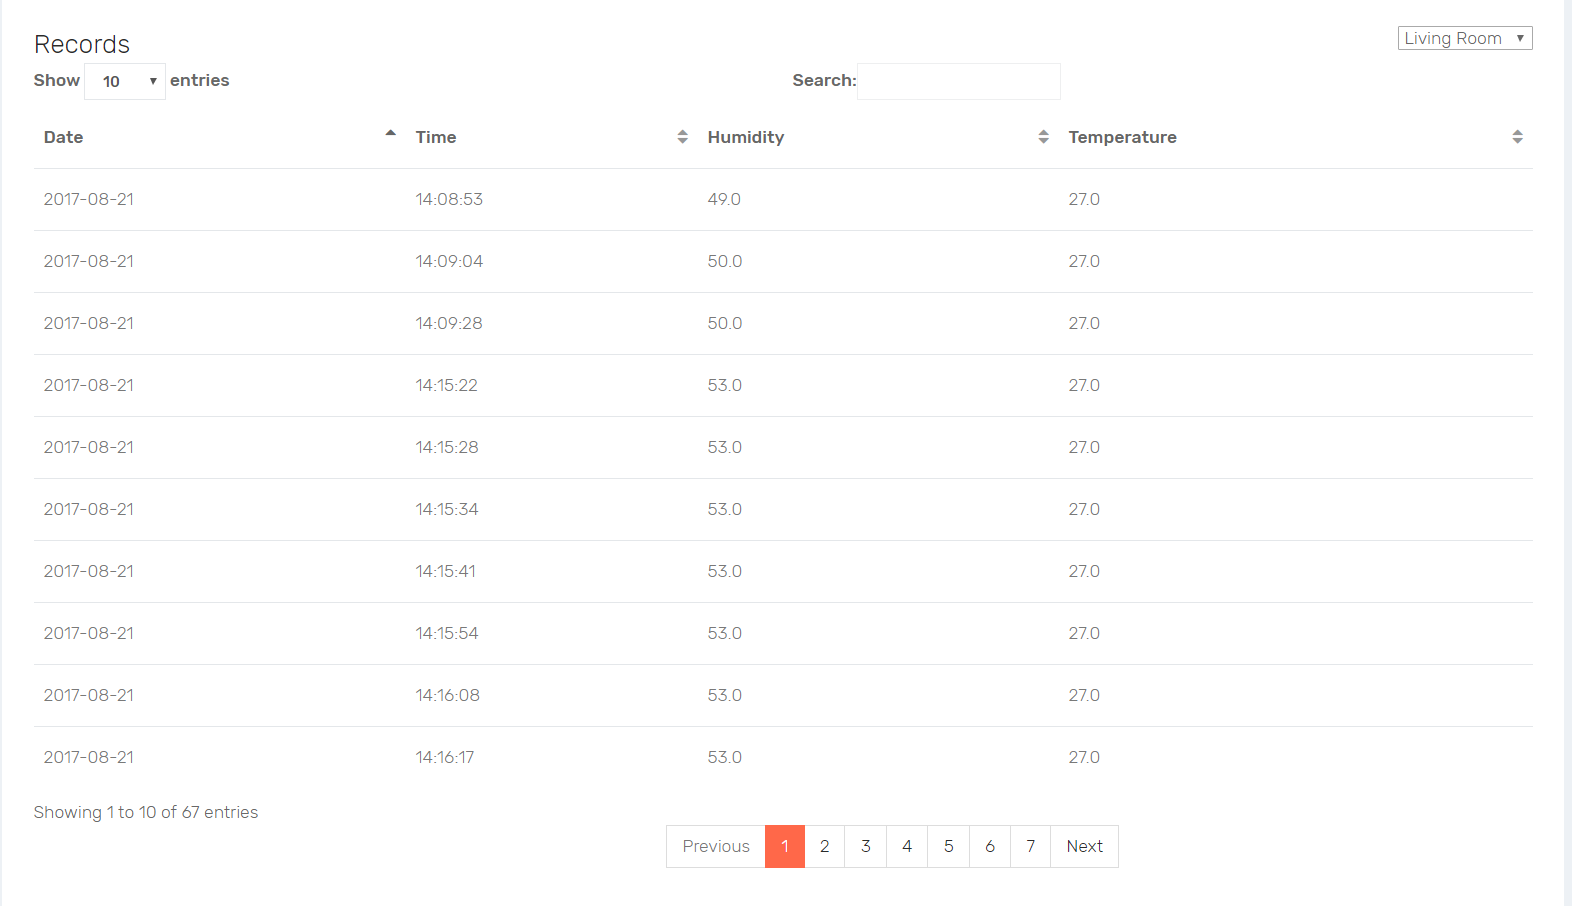 Records
Living Room
Show 10 entries
Search:
Date Time Humidity Temperature
2017-08-21 14:08:53 49.0 27.0
2017-08-21 14:09:04 50.0 27.0
2017-08-21 14:09:28 50.0 27.0
2017-08-21 14:15:22 53.0 27.0
2017-08-21 14:15:28 53.0 27.0
2017-08-21 14:15:34 53.0 27.0
2017-08-21 14:15:41 53.0 27.0
2017-08-21 14:15:54 53.0 27.0
2017-08-21 14:16:08 53.0 27.0
2017-08-21 14:16:17 53.0 27.0
Showing 1 to 10 of 67 entries
Previous 1 2 3 4 5 6 7 Next